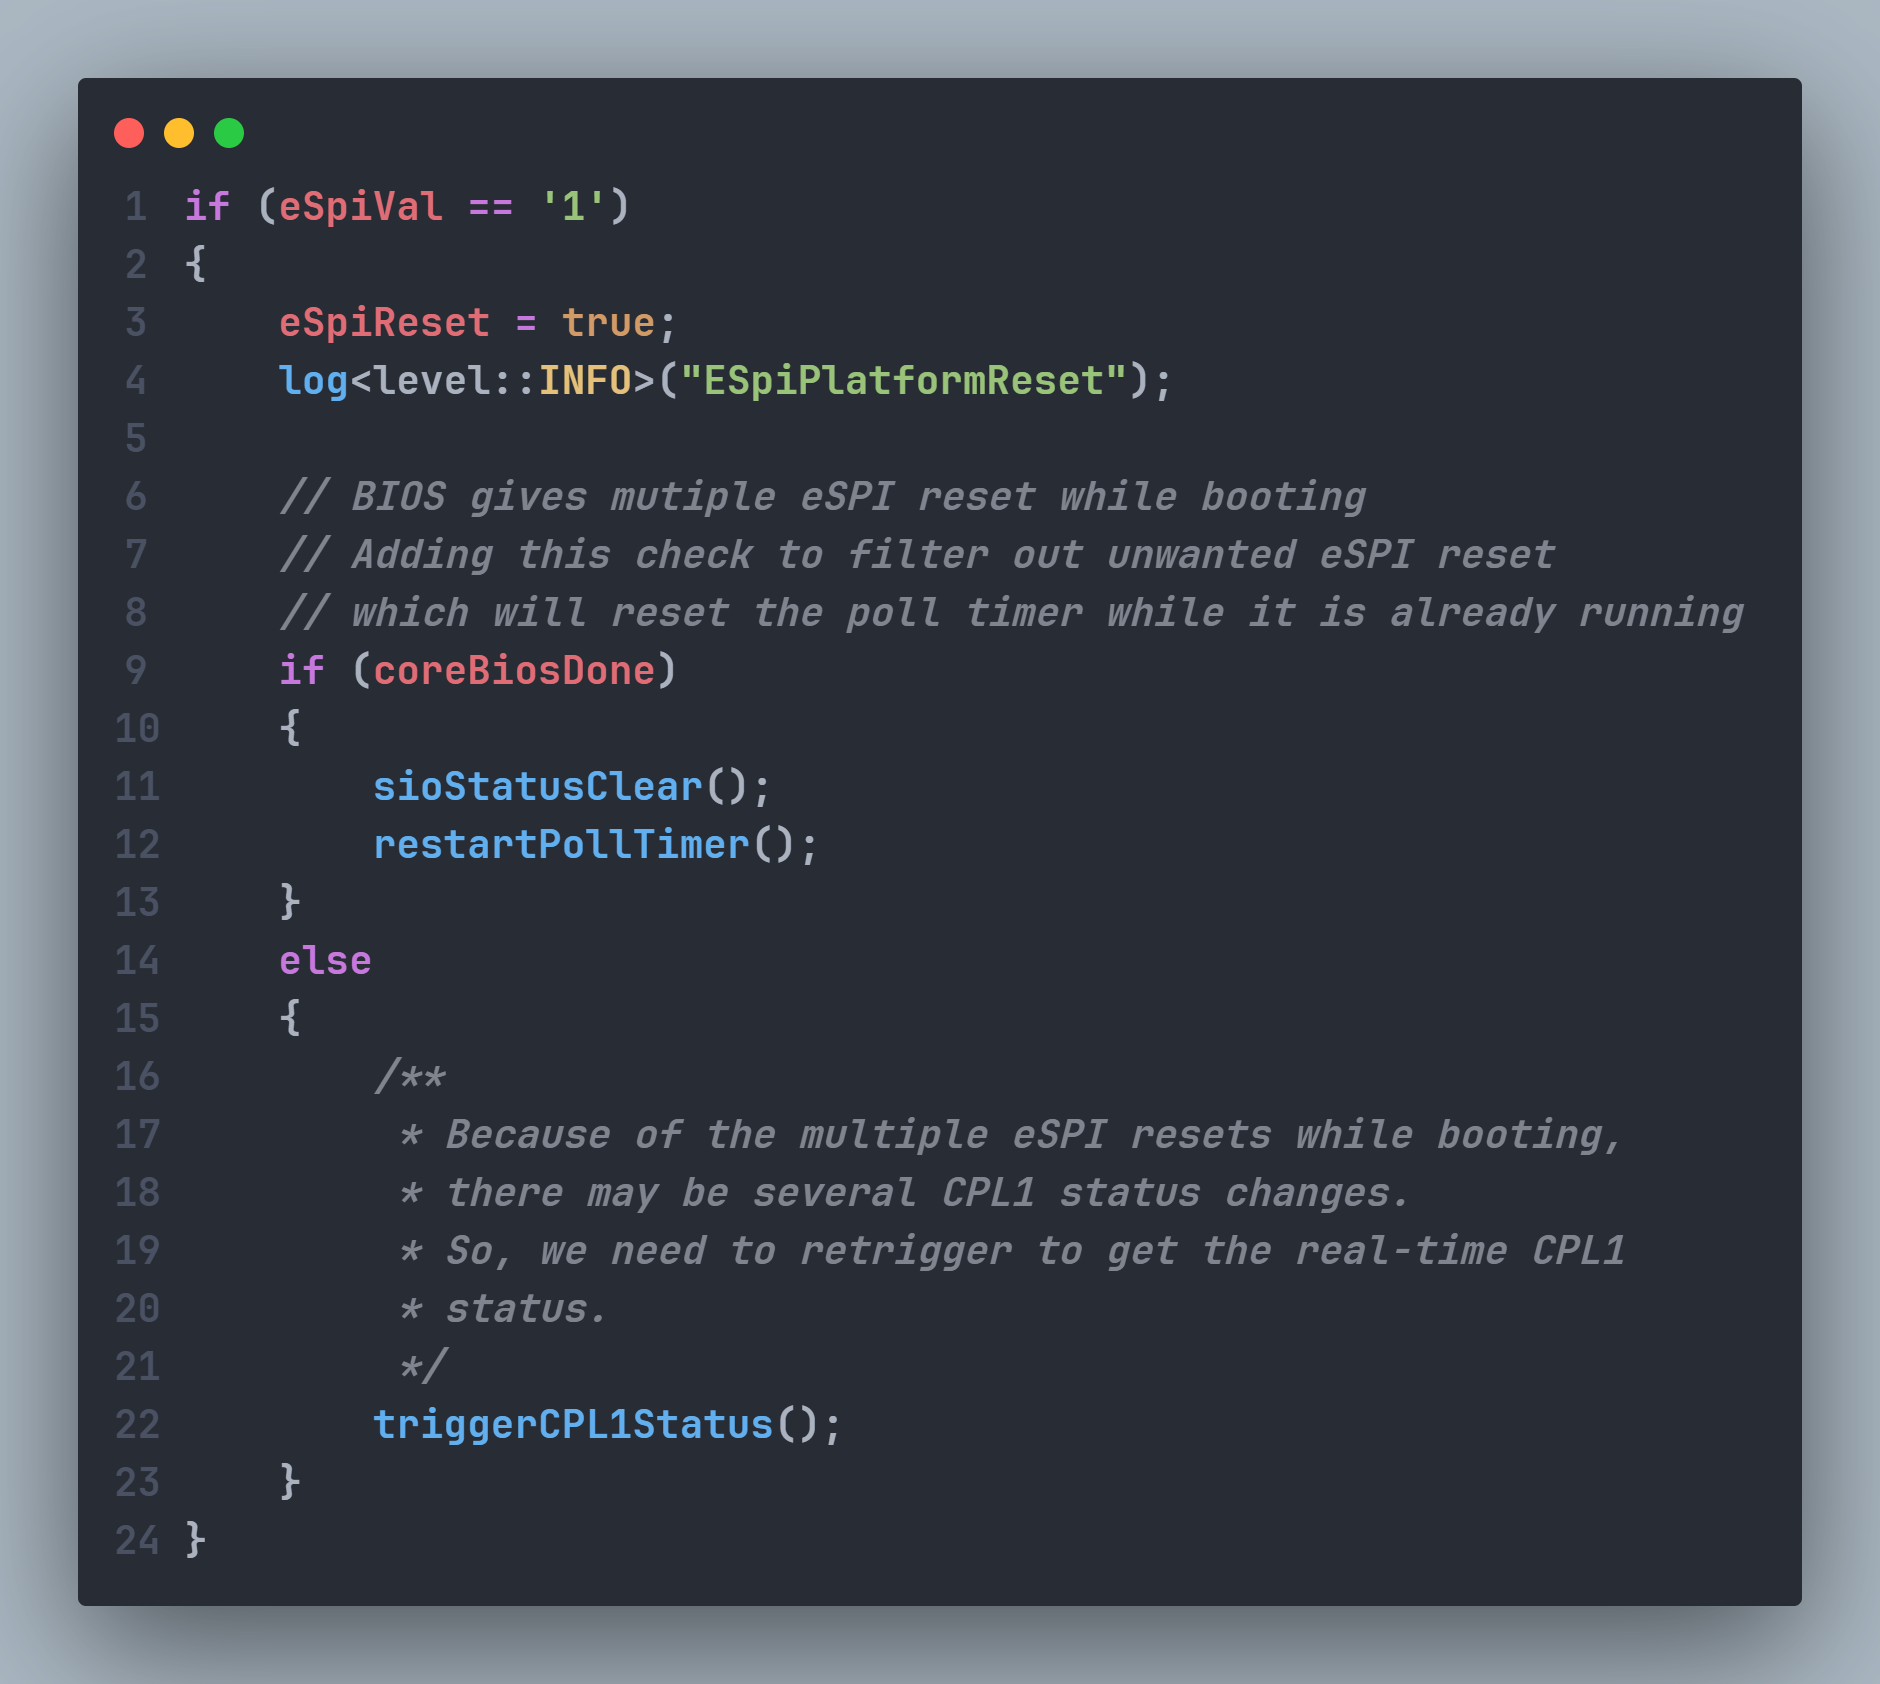 1 if (eSpiVal == '1')
2 {
3     eSpiReset = true;
4     log<level::INFO>("ESpiPlatformReset");
5
6     // BIOS gives mutiple eSPI reset while booting
7     // Adding this check to filter out unwanted eSPI reset
8     // which will reset the poll timer while it is already running
9     if (coreBiosDone)
10     {
11         sioStatusClear();
12         restartPollTimer();
13     }
14     else
15     {
16         /**
17          * Because of the multiple eSPI resets while booting,
18          * there may be several CPL1 status changes.
19          * So, we need to retrigger to get the real-time CPL1
20          * status.
21          */
22         triggerCPL1Status();
23     }
24 }